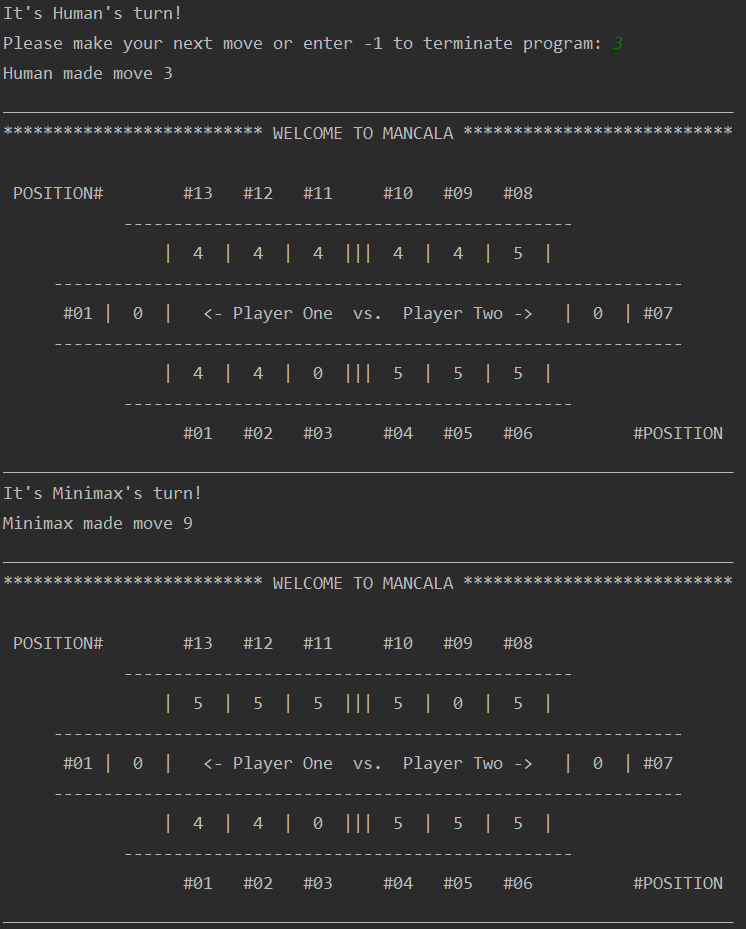 It's Human's turn!
Please make your next move or enter -1 to terminate program: 3
Human made move 3
_________________________________________________________________________
************************** WELCOME TO MANCALA ***************************
POSITION#        #13   #12   #11     #10   #09   #08
---------------------------------------------
|  4  |  4  |  4  |||  4  |  4  |  5  |
---------------------------------------------------------------
#01 |  0  |   <- Player One  vs.  Player Two ->   |  0  | #07
---------------------------------------------------------------
|  4  |  4  |  0  |||  5  |  5  |  5  |
---------------------------------------------
#01   #02   #03     #04   #05   #06          #POSITION
_________________________________________________________________________
It's Minimax's turn!
Minimax made move 9
_________________________________________________________________________
************************** WELCOME TO MANCALA ***************************
POSITION#        #13   #12   #11     #10   #09   #08
---------------------------------------------
|  5  |  5  |  5  |||  5  |  0  |  5  |
---------------------------------------------------------------
#01 |  0  |   <- Player One  vs.  Player Two ->   |  0  | #07
---------------------------------------------------------------
|  4  |  4  |  0  |||  5  |  5  |  5  |
---------------------------------------------
#01   #02   #03     #04   #05   #06          #POSITION
_________________________________________________________________________